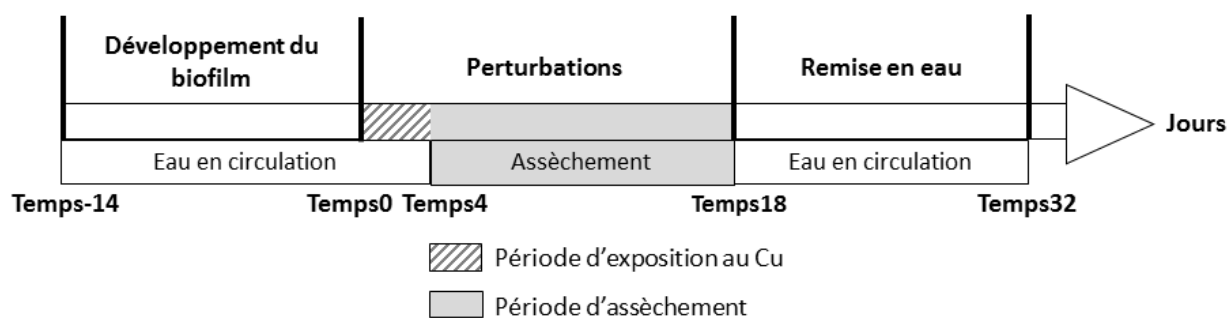 Développement du
biofilm
Perturbations
Remise en eau
Jours
Eau en circulation
Assèchement
Eau en circulation
Temps-14
Temps0
Temps4
Temps18
Temps32
Période d'exposition au Cu
Période d'assèchement